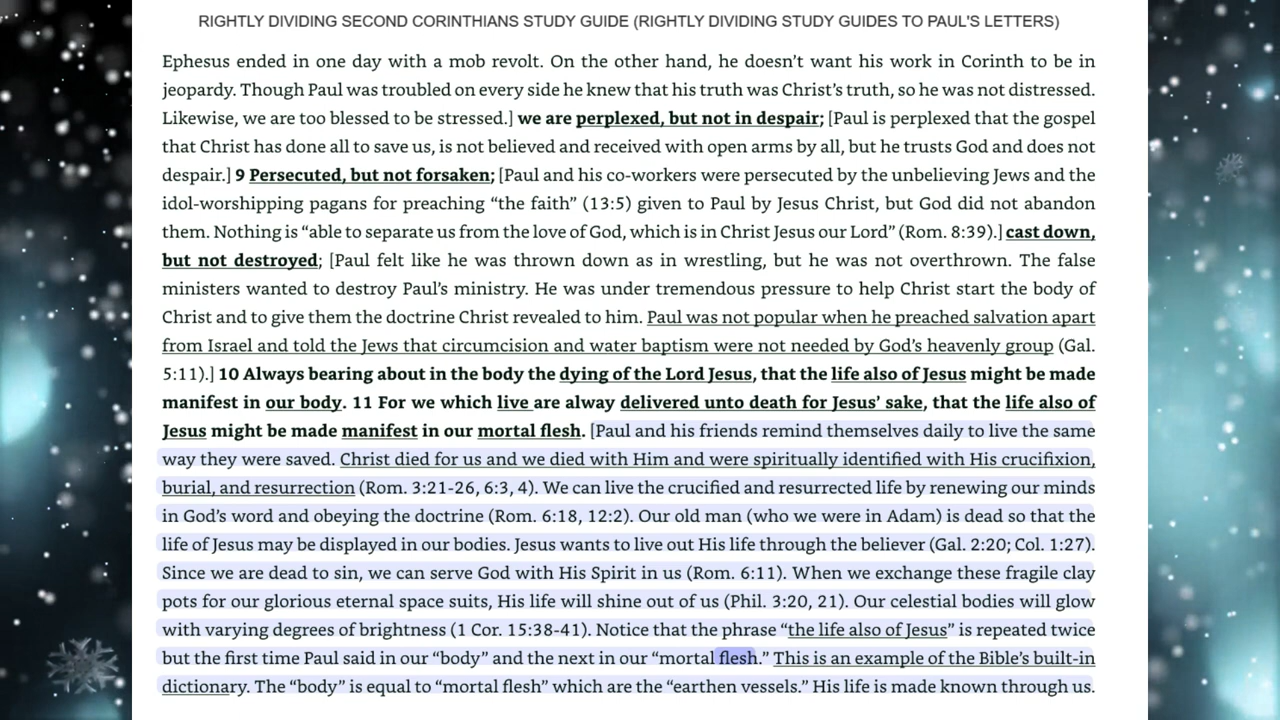 RIGHTLY DIVIDING SECOND CORINTHIANS STUDY GUIDE (RIGHTLY DIVIDING STUDY GUIDES TO PAUL'S LETTERS)
Ephesus ended in one day with a mob revolt. On the other hand, he doesn’t want his work in Corinth to be in
jeopardy. Though Paul was troubled on every side he knew that his truth was Christ’s truth, so he was not distressed.
Likewise, we are too blessed to be stressed.] we are perplexed, but not in despair; [Paul is perplexed that the gospel
that Christ has done all to save us, is not believed and received with open arms by all, but he trusts God and does not
despair.] 9 Persecuted, but not forsaken; [Paul and his co-workers were persecuted by the unbelieving Jews and the
idol-worshipping pagans for preaching “the faith” (13:5) given to Paul by Jesus Christ, but God did not abandon
them. Nothing is “able to separate us from the love of God, which is in Christ Jesus our Lord” (Rom. 8:39).] cast down,
but not destroyed; [Paul felt like he was thrown down as in wrestling, but he was not overthrown. The false
ministers wanted to destroy Paul’s ministry. He was under tremendous pressure to help Christ start the body of
Christ and to give them the doctrine Christ revealed to him. Paul was not popular when he preached salvation apart
from Israel and told the Jews that circumcision and water baptism were not needed by God’s heavenly group (Gal.
5:11).] 10 Always bearing about in the body the dying of the Lord Jesus, that the life also of Jesus might be made
manifest in our body. 11 For we which live are alway delivered unto death for Jesus’ sake, that the life also of
Jesus might be made manifest in our mortal flesh. [Paul and his friends remind themselves daily to live the same
way they were saved. Christ died for us and we died with Him and were spiritually identified with His crucifixion,
burial, and resurrection (Rom. 3:21-26, 6:3, 4). We can live the crucified and resurrected life by renewing our minds
in God’s word and obeying the doctrine (Rom. 6:18, 12:2). Our old man (who we were in Adam) is dead so that the
life of Jesus may be displayed in our bodies. Jesus wants to live out His life through the believer (Gal. 2:20; Col. 1:27).
Since we are dead to sin, we can serve God with His Spirit in us (Rom. 6:11). When we exchange these fragile clay
pots for our glorious eternal space suits, His life will shine out of us (Phil. 3:20, 21). Our celestial bodies will glow
with varying degrees of brightness (1 Cor. 15:38-41). Notice that the phrase “the life also of Jesus” is repeated twice
but the first time Paul said in our “body” and the next in our “mortal flesh.” This is an example of the Bible’s built-in
dictionary. The “body” is equal to “mortal flesh” which are the “earthen vessels.” His life is made known through us.